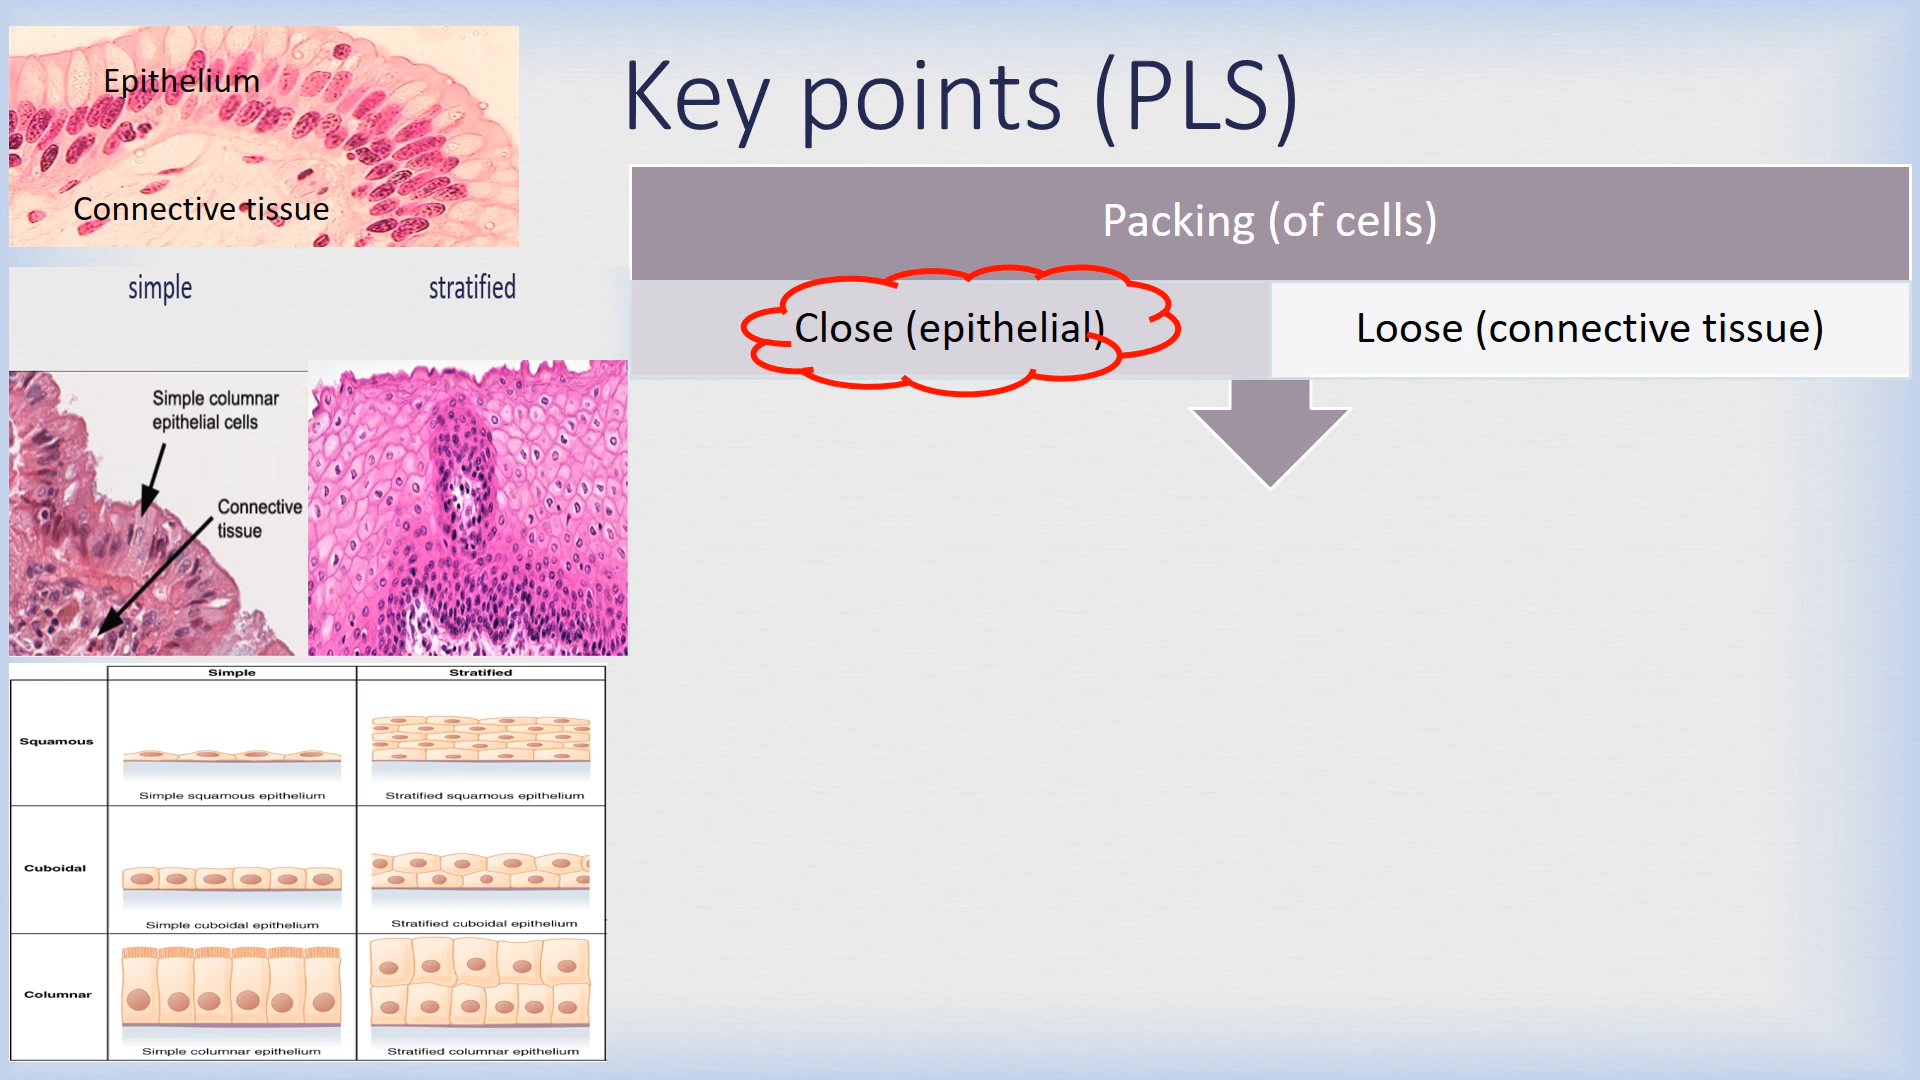 Key points (PLS)
Epithelium
Connective tissue
simple
stratified
Simple columnar
epithelial cells
Connective
tissue
Packing (of cells)
Close (epithelial)
Loose (connective tissue)
Simple
Stratified
Squamous
Simple squamous epithelium
Stratified squamous epithelium
Cuboidal
Simple cuboidal epithelium
Stratified cuboidal epithelium
Columnar
Simple columnar epithelium
Stratified columnar epithelium